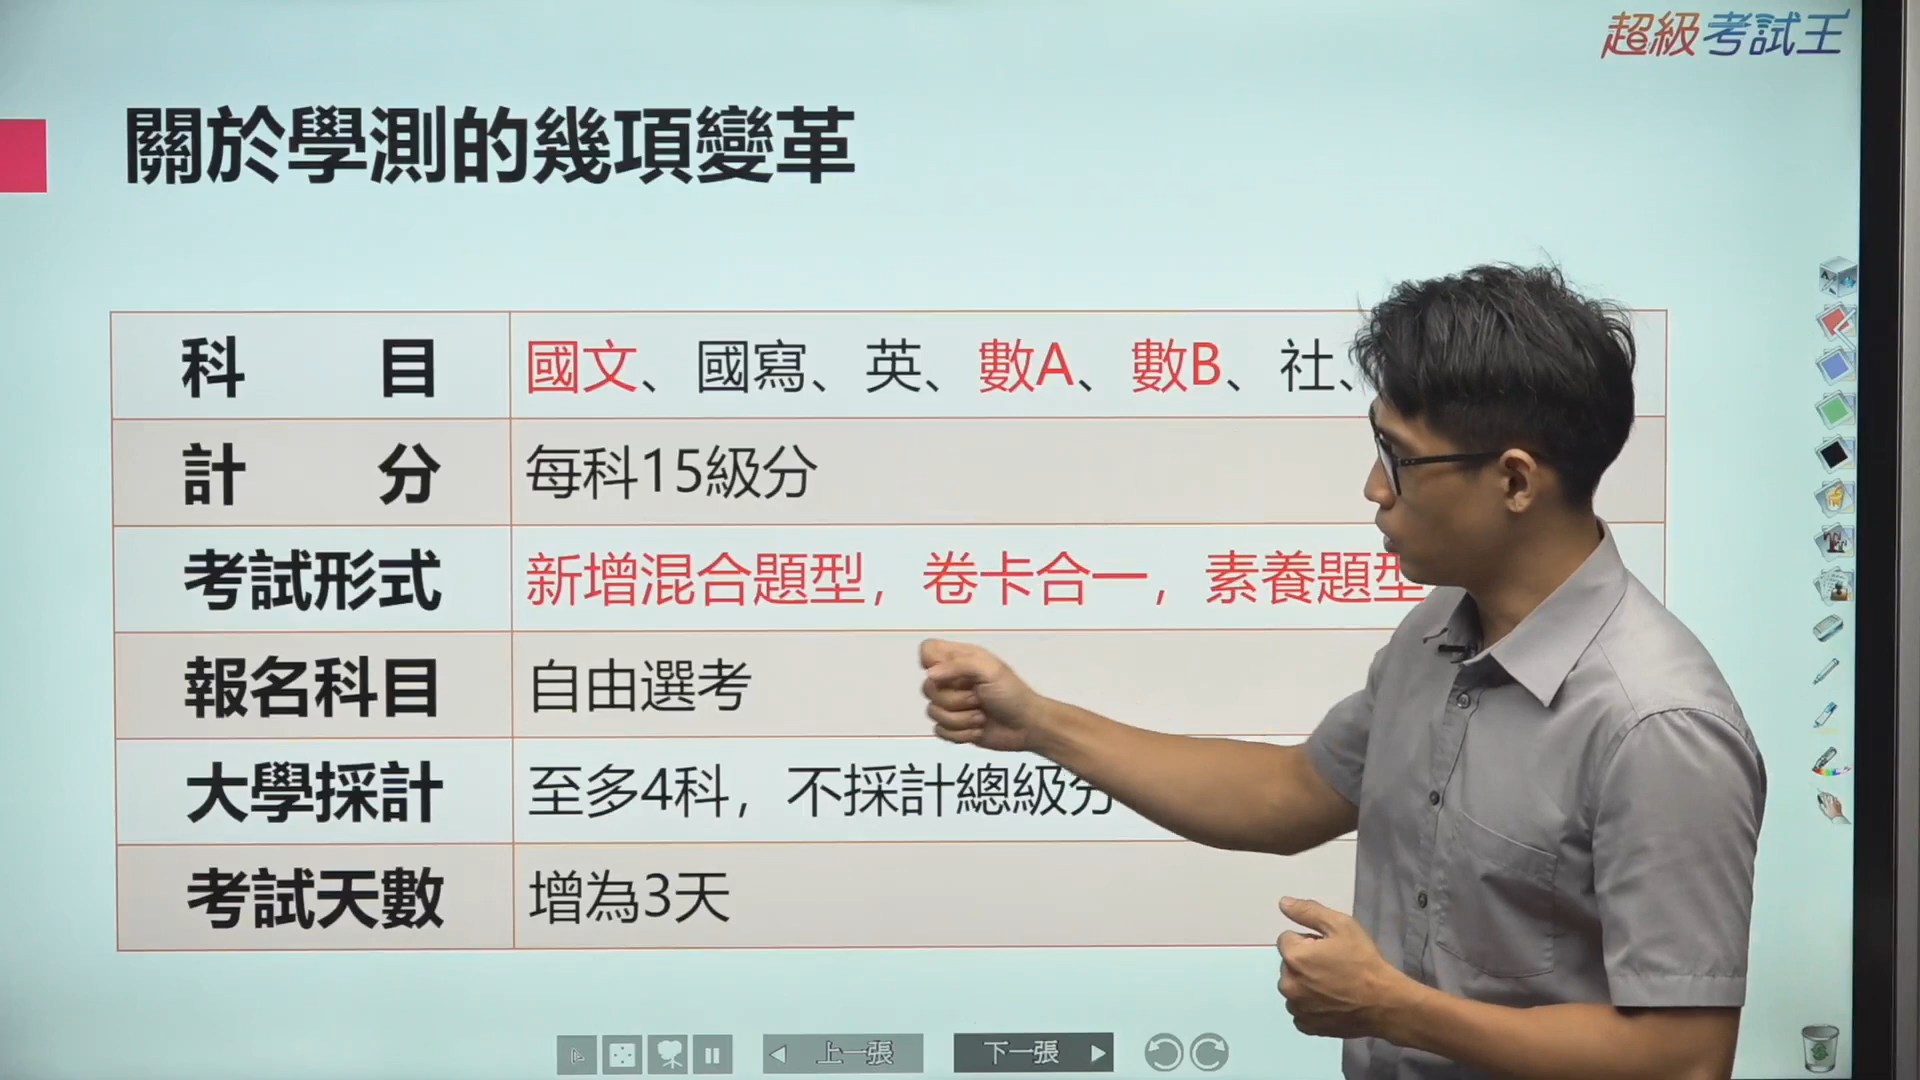 超級考試王
關於學測的幾項變革
科目 國文、國寫、英、數A、數B、社、
計分 每科15級分
考試形式 新增混合題型，卷卡合一，素養題型
報名科目 自由選考
大學採計 至多4科，不採計總級分
考試天數 增為3天
上一張 下一張